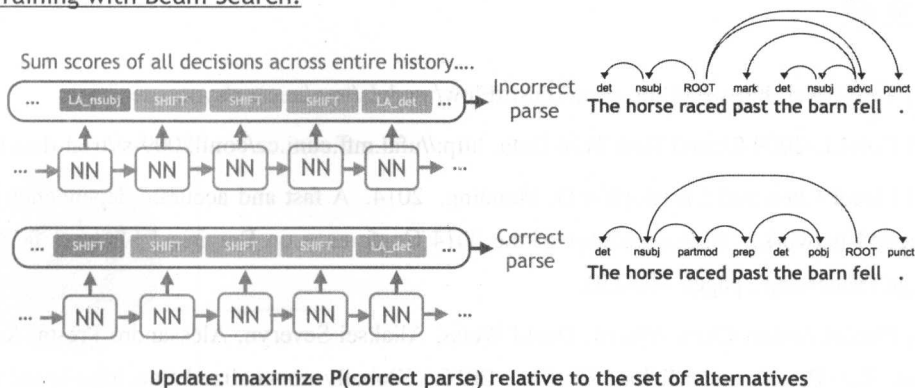 Training with Beam Search:
Sum scores of all decisions across entire history....
... LA_nsubj SHIFT SHIFT SHIFT LA_det ...
Incorrect parse
... NN NN NN NN NN ...
det nsubj ROOT mark det nsubj advcl punct
The horse raced past the barn fell .
... SHIFT SHIFT SHIFT SHIFT LA_det ...
Correct parse
... NN NN NN NN NN ...
det nsubj partmod prep det pobj ROOT punct
The horse raced past the barn fell .
Update: maximize P(correct parse) relative to the set of alternatives